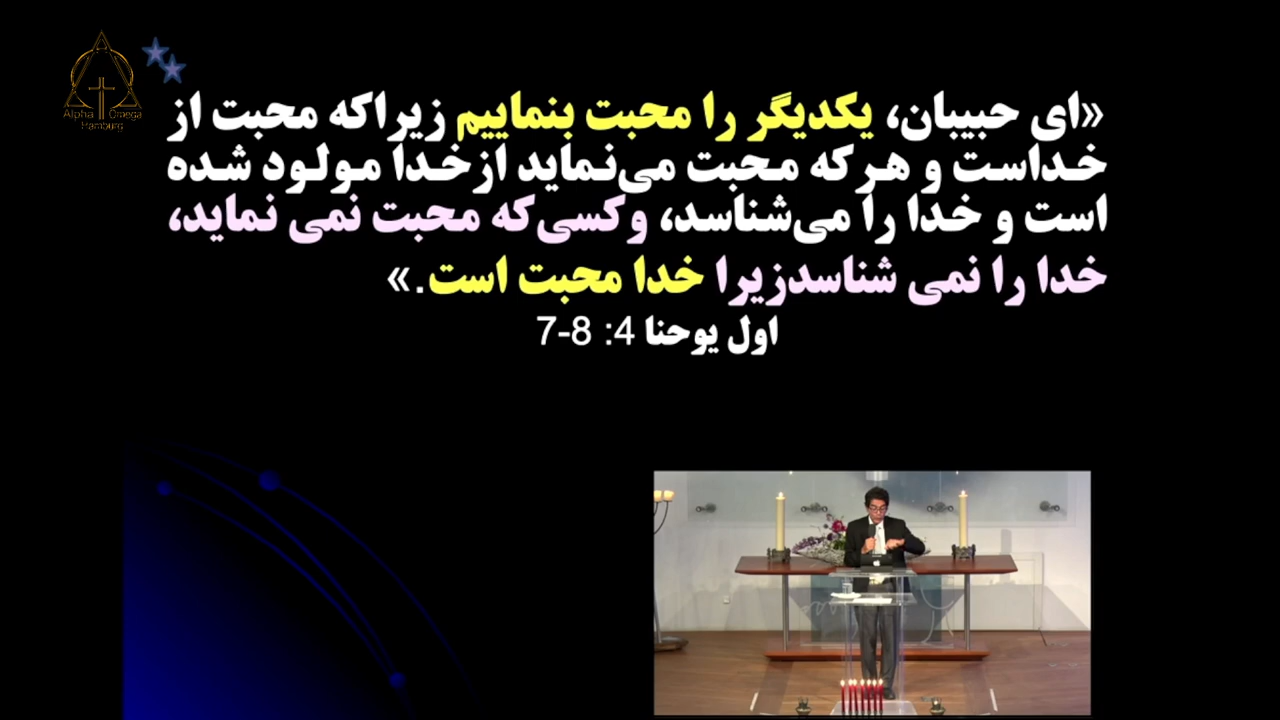 Alpha Omega
Hamburg
«ای حبیبان، یکدیگر را محبت بنماییم زیراکه محبت از
خداست و هرکه محبت می‌نماید ازخدا مولود شده
است و خدا را می‌شناسد، وکسی‌که محبت نمی نماید،
خدا را نمی شناسدزیرا خدا محبت است.»
اول یوحنا 4: 8-7